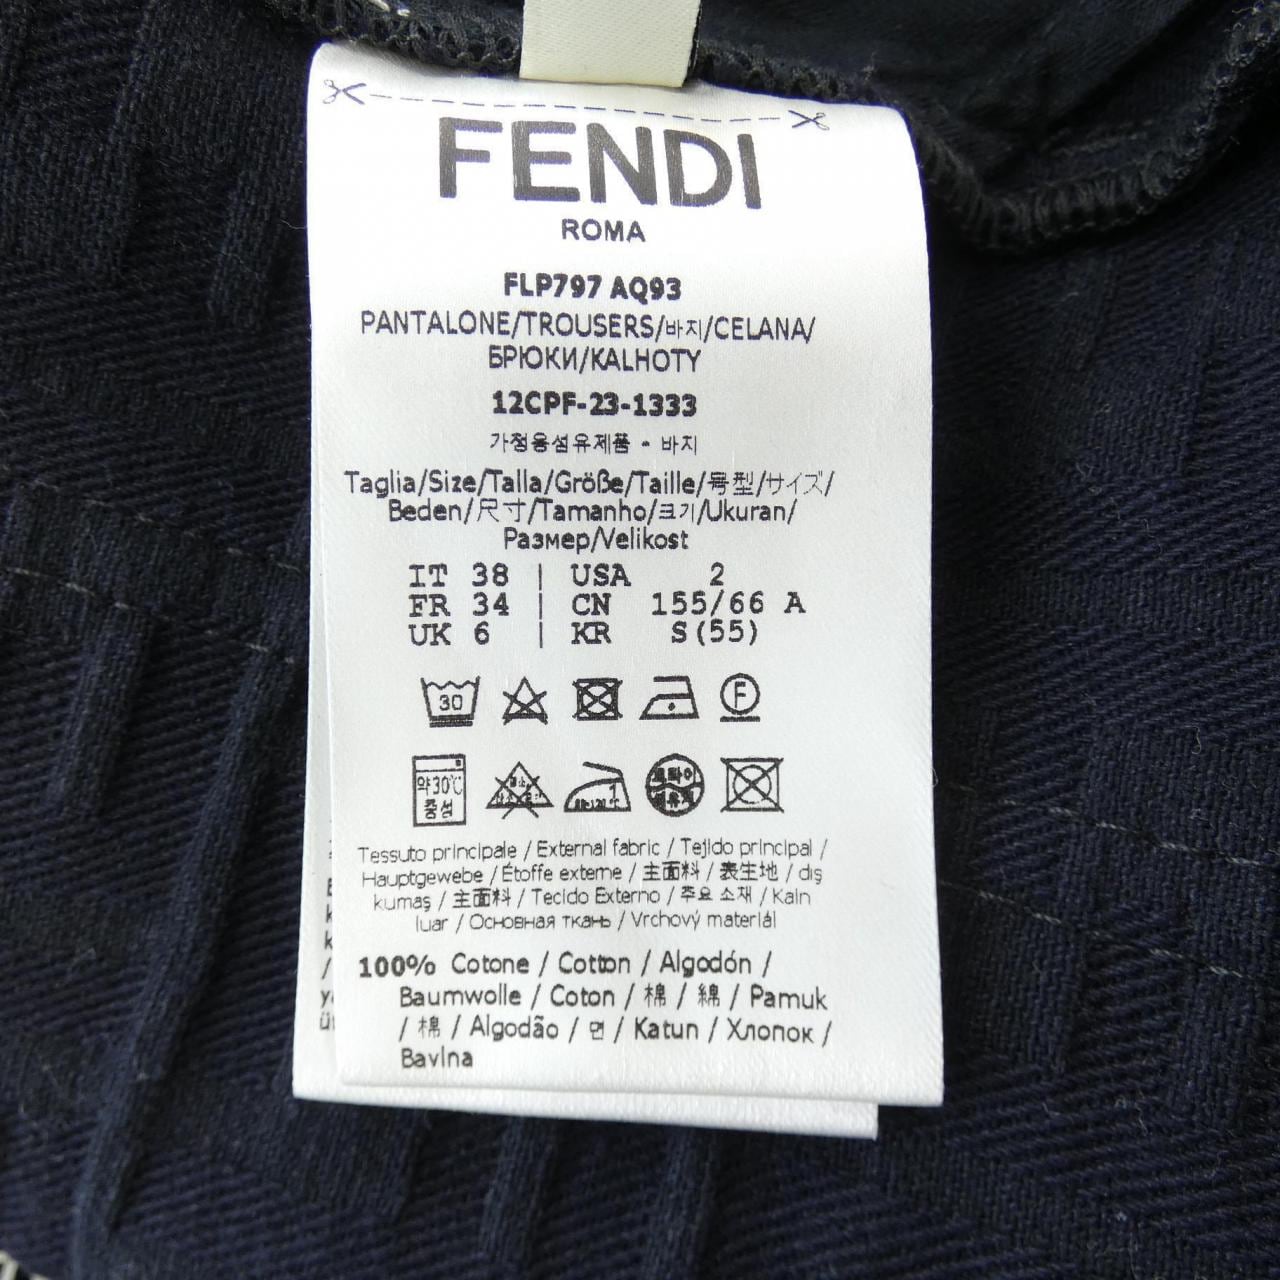 FENDI
ROMA
FLP797 AQ93
PANTALONE/TROUSERS/바지/CELANA/
БРЮКИ/KALHOTY
12CPF-23-1333
가정용섬유제품 - 바지
Taglia/Size/Talla/Größe/Taille/号型/サイズ/
Beden/尺寸/Tamanho/크기/Ukuran/
Размер/Velikost
IT 38 | USA 2
FR 34 | CN 155/66 A
UK 6 | KR S(55)
30 F
약30℃
중성
Tessuto principale / External fabric / Tejido principal /
Hauptgewebe / Étoffe externe / 主面料 / 表生地 / dış
kumaş / 主面料 / Tecido Externo / 주요 소재 / Kain
luar / Основная ткань / Vrchový materiál
100% Cotone / Cotton / Algodón /
Baumwolle / Coton / 棉 / 綿 / Pamuk
/ 棉 / Algodão / 면 / Katun / Хлопок /
Bavlna